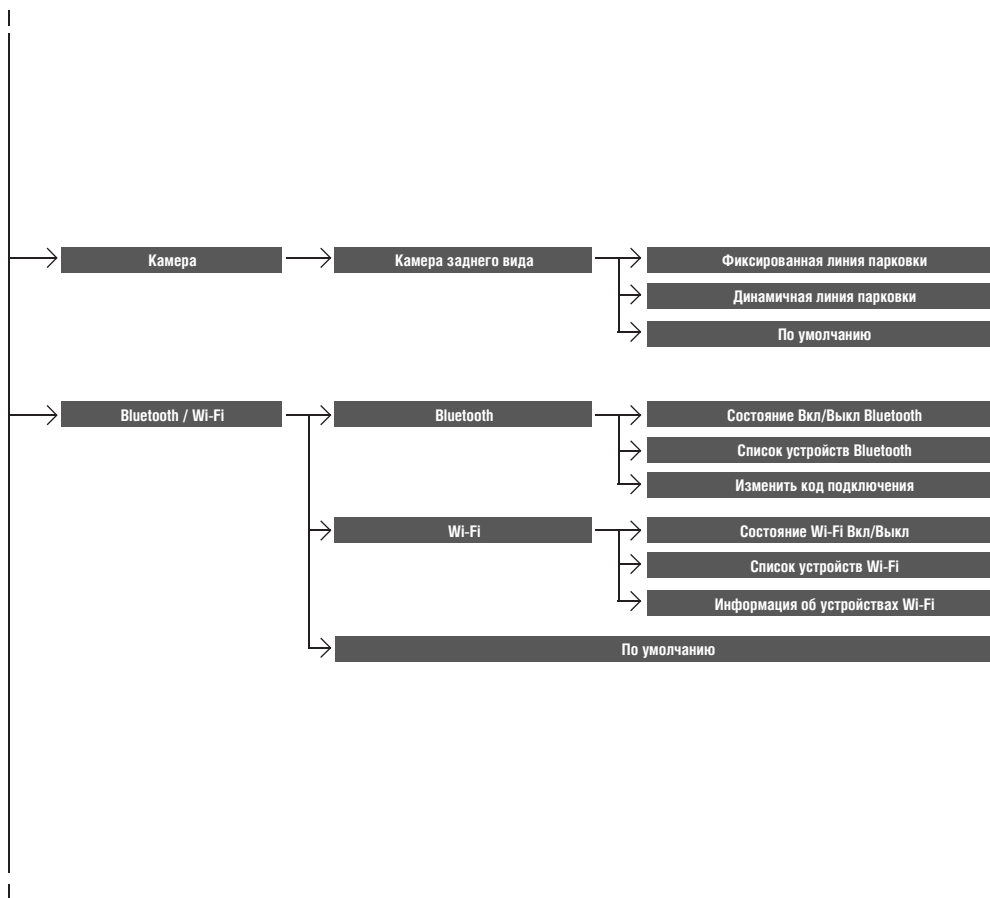 Камера
Камера заднего вида
Фиксированная линия парковки
Динамичная линия парковки
По умолчанию
Bluetooth / Wi-Fi
Bluetooth
Состояние Вкл/Выкл Bluetooth
Список устройств Bluetooth
Изменить код подключения
Wi-Fi
Состояние Wi-Fi Вкл/Выкл
Список устройств Wi-Fi
Информация об устройствах Wi-Fi
По умолчанию